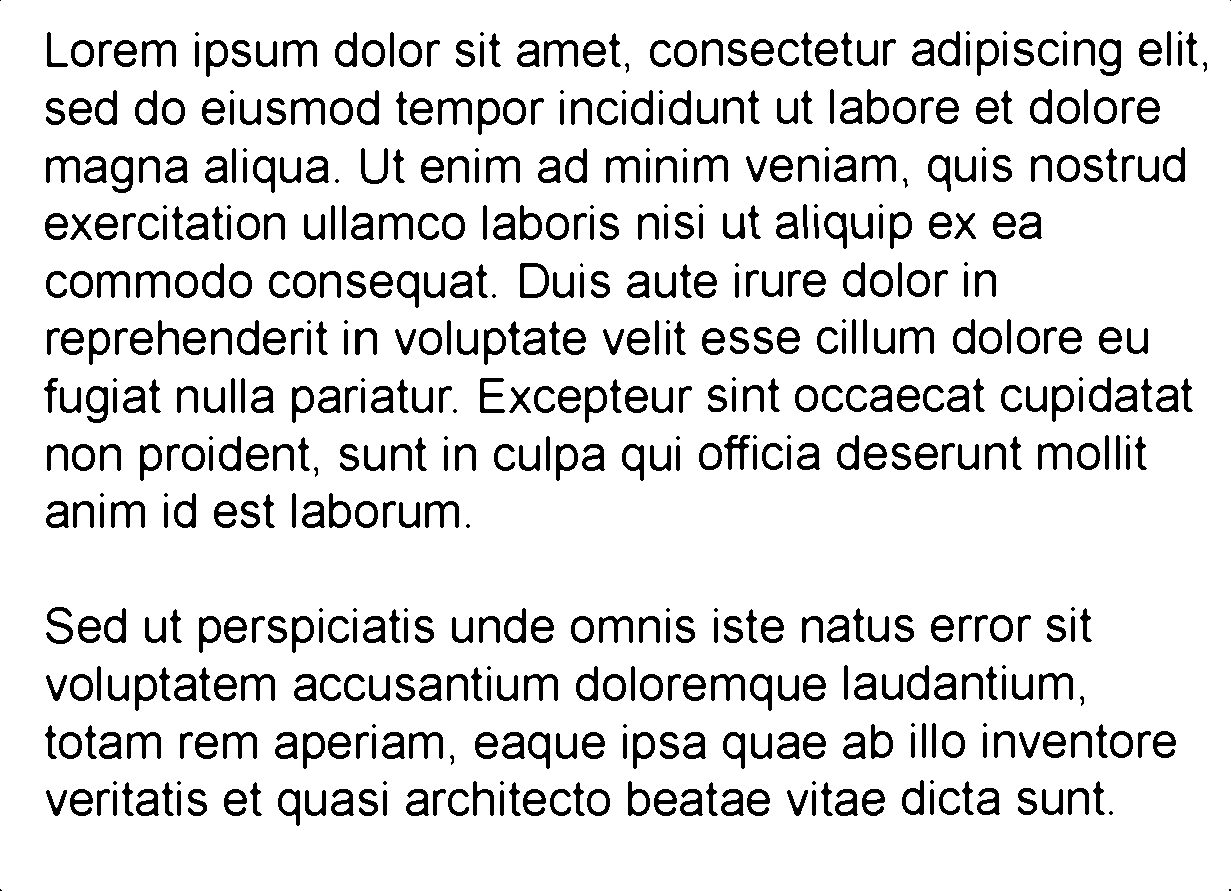 Lorem ipsum dolor sit amet, consectetur adipiscing elit,
sed do eiusmod tempor incididunt ut labore et dolore
magna aliqua. Ut enim ad minim veniam, quis nostrud
exercitation ullamco laboris nisi ut aliquip ex ea
commodo consequat. Duis aute irure dolor in
reprehenderit in voluptate velit esse cillum dolore eu
fugiat nulla pariatur. Excepteur sint occaecat cupidatat
non proident, sunt in culpa qui officia deserunt mollit
anim id est laborum.

Sed ut perspiciatis unde omnis iste natus error sit
voluptatem accusantium doloremque laudantium,
totam rem aperiam, eaque ipsa quae ab illo inventore
veritatis et quasi architecto beatae vitae dicta sunt.